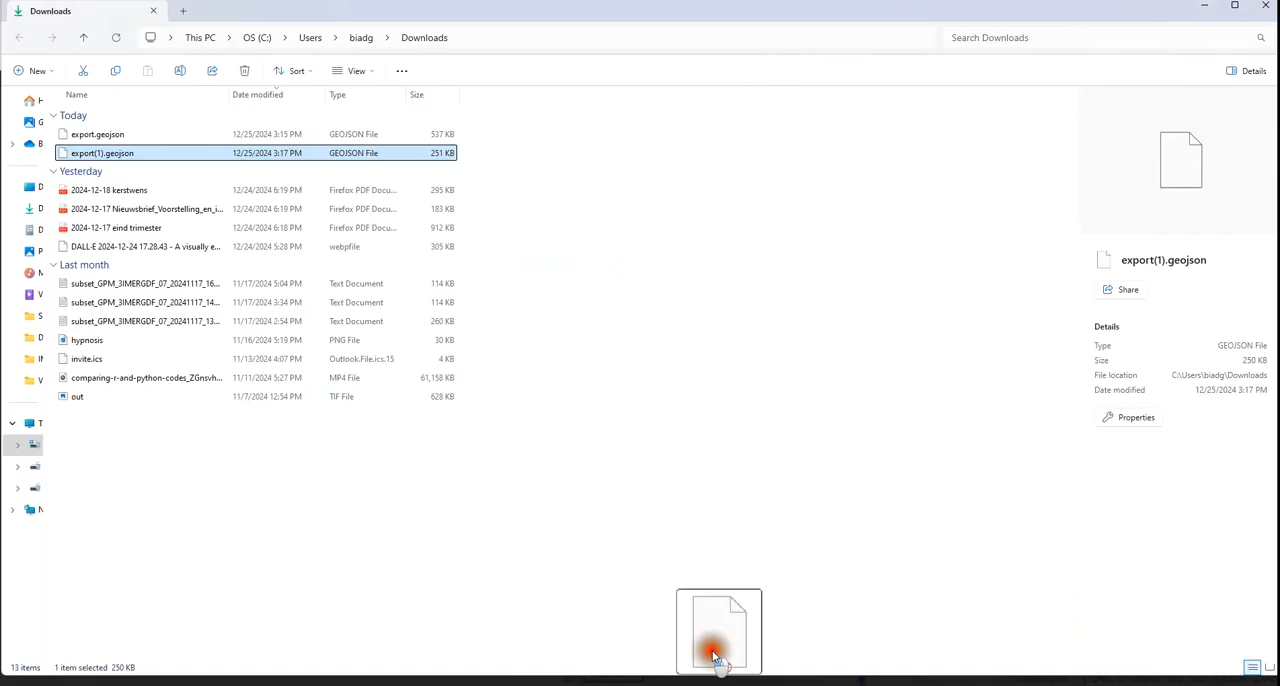 Downloads
This PC > OS (C:) > Users > biadg > Downloads
Search Downloads
New
Sort
View
Details
Name Date modified Type Size
Today
export.geojson 12/25/2024 3:15 PM GEOJSON File 537 KB
export(1).geojson 12/25/2024 3:17 PM GEOJSON File 251 KB
Yesterday
2024-12-18 kerstwens 12/24/2024 6:19 PM Firefox PDF Docu... 295 KB
2024-12-17 Nieuwsbrief_Voorstelling_en_i... 12/24/2024 6:19 PM Firefox PDF Docu... 183 KB
2024-12-17 eind trimester 12/24/2024 6:18 PM Firefox PDF Docu... 912 KB
DALL·E 2024-12-24 17.28.43 - A visually e... 12/24/2024 5:28 PM webpfile 305 KB
Last month
subset_GPM_3IMERGDF_07_20241117_16... 11/17/2024 5:04 PM Text Document 114 KB
subset_GPM_3IMERGDF_07_20241117_14... 11/17/2024 3:34 PM Text Document 114 KB
subset_GPM_3IMERGDF_07_20241117_13... 11/17/2024 2:54 PM Text Document 260 KB
hypnosis 11/16/2024 5:19 PM PNG File 30 KB
invite.ics 11/13/2024 4:07 PM Outlook.File.ics.15 4 KB
comparing-r-and-python-codes_ZGnsvh... 11/11/2024 5:27 PM MP4 File 61,158 KB
out 11/7/2024 12:54 PM TIF File 628 KB
export(1).geojson
Share
Details
Type GEOJSON File
Size 250 KB
File location C:\Users\biadg\Downloads
Date modified 12/25/2024 3:17 PM
Properties
13 items 1 item selected 250 KB